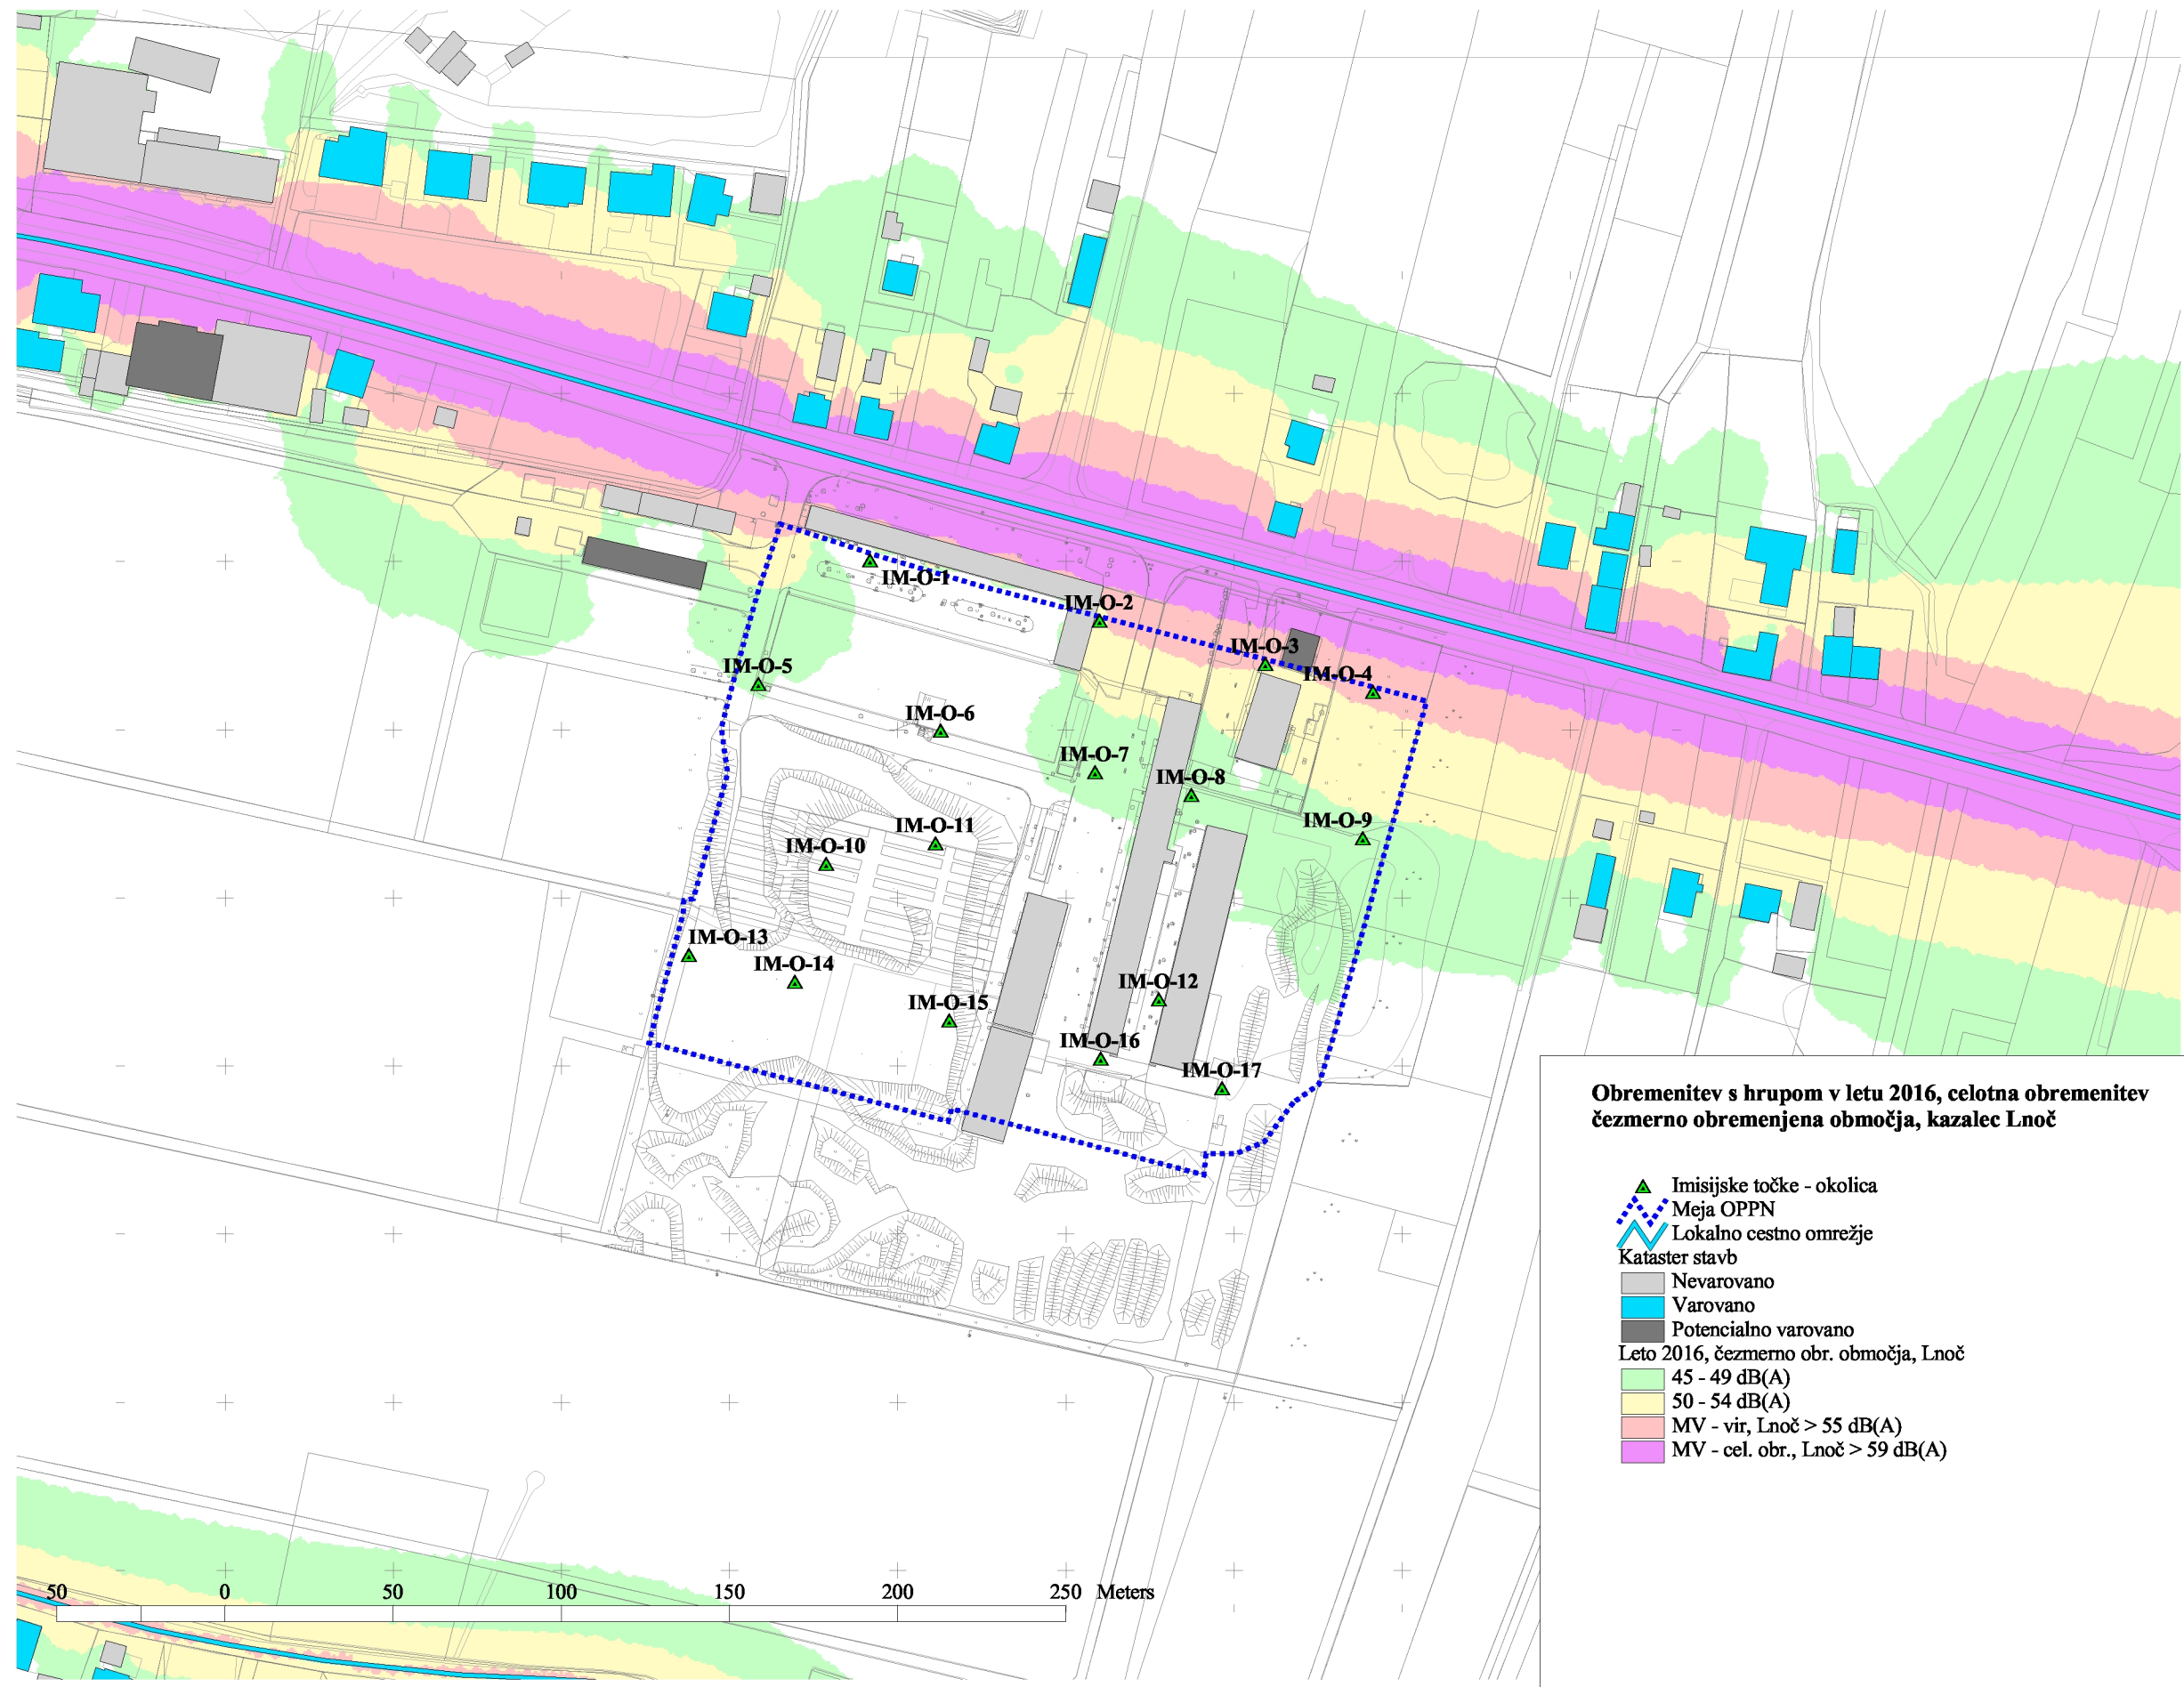 IM-O-1
IM-O-2
IM-O-3
IM-O-4
IM-O-5
IM-O-6
IM-O-7
IM-O-8
IM-O-9
IM-O-11
IM-O-10
IM-O-13
IM-O-14
IM-O-12
IM-O-15
IM-O-16
IM-O-17
Obremenitev s hrupom v letu 2016, celotna obremenitev
čezmerno obremenjena območja, kazalec Lnoč
Imisijske točke - okolica
Meja OPPN
Lokalno cestno omrežje
Kataster stavb
Nevarovano
Varovano
Potencialno varovano
Leto 2016, čezmerno obr. območja, Lnoč
45 - 49 dB(A)
50 - 54 dB(A)
MV - vir, Lnoč > 55 dB(A)
MV - cel. obr., Lnoč > 59 dB(A)
50 0 50 100 150 200 250 Meters